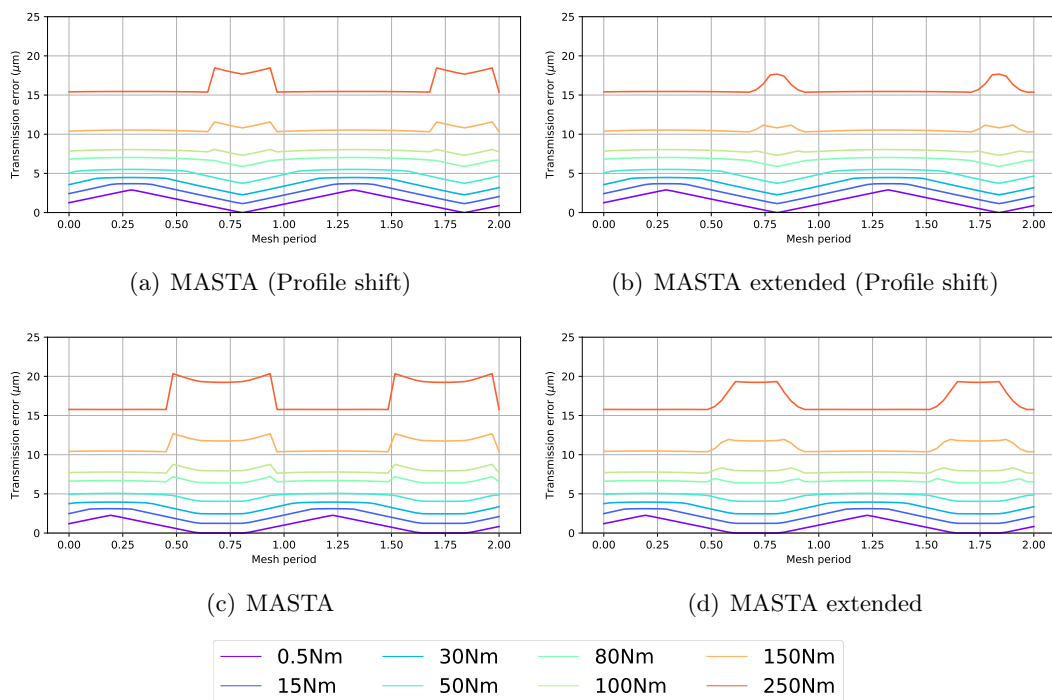 25
20
15
10
5
0
Transmission error (μm)
0.00 0.25 0.50 0.75 1.00 1.25 1.50 1.75 2.00
Mesh period
(a) MASTA (Profile shift)
25
20
15
10
5
0
Transmission error (μm)
0.00 0.25 0.50 0.75 1.00 1.25 1.50 1.75 2.00
Mesh period
(b) MASTA extended (Profile shift)
25
20
15
10
5
0
Transmission error (μm)
0.00 0.25 0.50 0.75 1.00 1.25 1.50 1.75 2.00
Mesh period
(c) MASTA
25
20
15
10
5
0
Transmission error (μm)
0.00 0.25 0.50 0.75 1.00 1.25 1.50 1.75 2.00
Mesh period
(d) MASTA extended
0.5Nm 30Nm 80Nm 150Nm
15Nm 50Nm 100Nm 250Nm